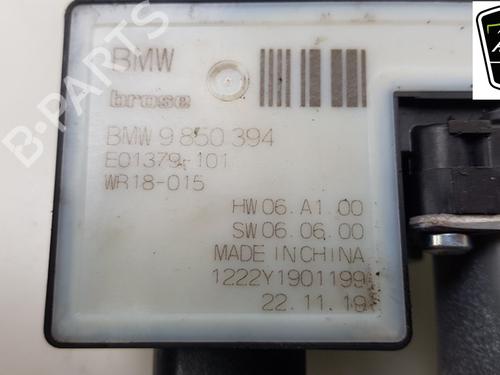 BMW
brose
BMW 9 850 394
E01379-101
WR18-015
HW 06.A1.00
SW 06.06.00
MADE IN CHINA
1222Y1901199
22.11.19
B-PARTS